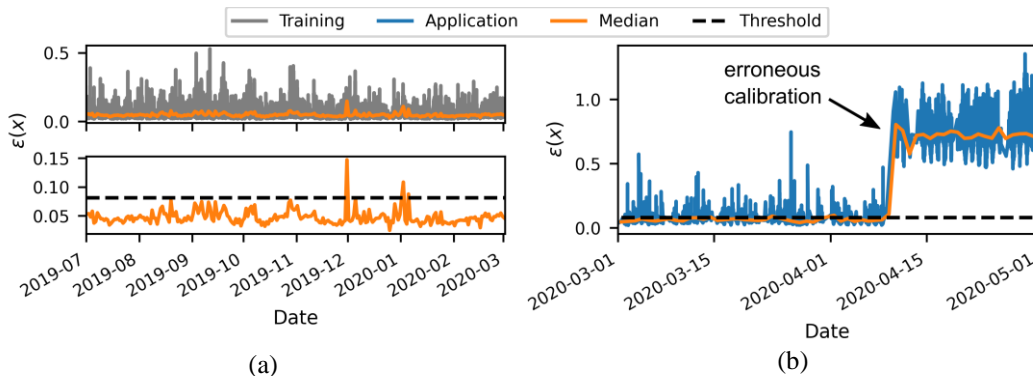 Training Application Median Threshold
ε(x)
0.5
0.0
0.15
0.10
0.05
2019-07 2019-08 2019-09 2019-10 2019-11 2019-12 2020-01 2020-02 2020-03
Date
(a)
ε(x)
1.0
0.5
0.0
erroneous
calibration
2020-03-01 2020-03-15 2020-04-01 2020-04-15 2020-05-01
Date
(b)